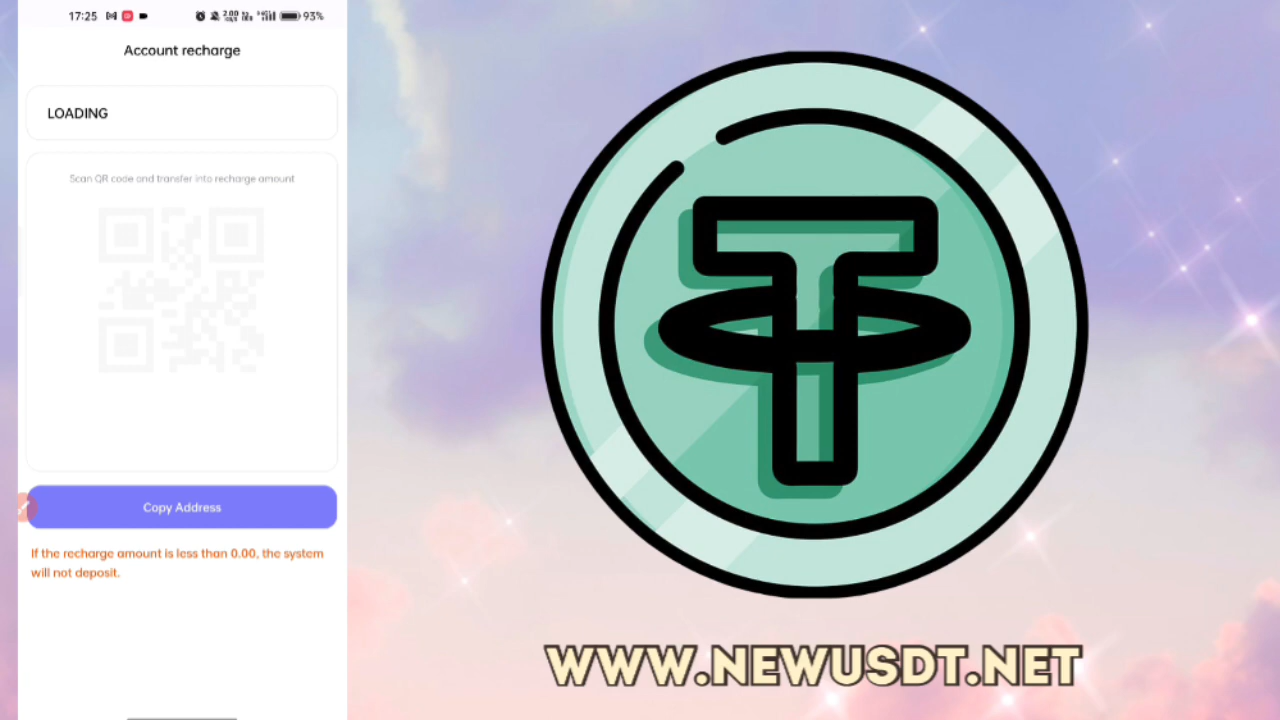 17:25
93%
Account recharge
LOADING
Scan QR code and transfer into recharge amount
Copy Address
If the recharge amount is less than 0.00, the system
will not deposit.
WWW.NEWUSDT.NET